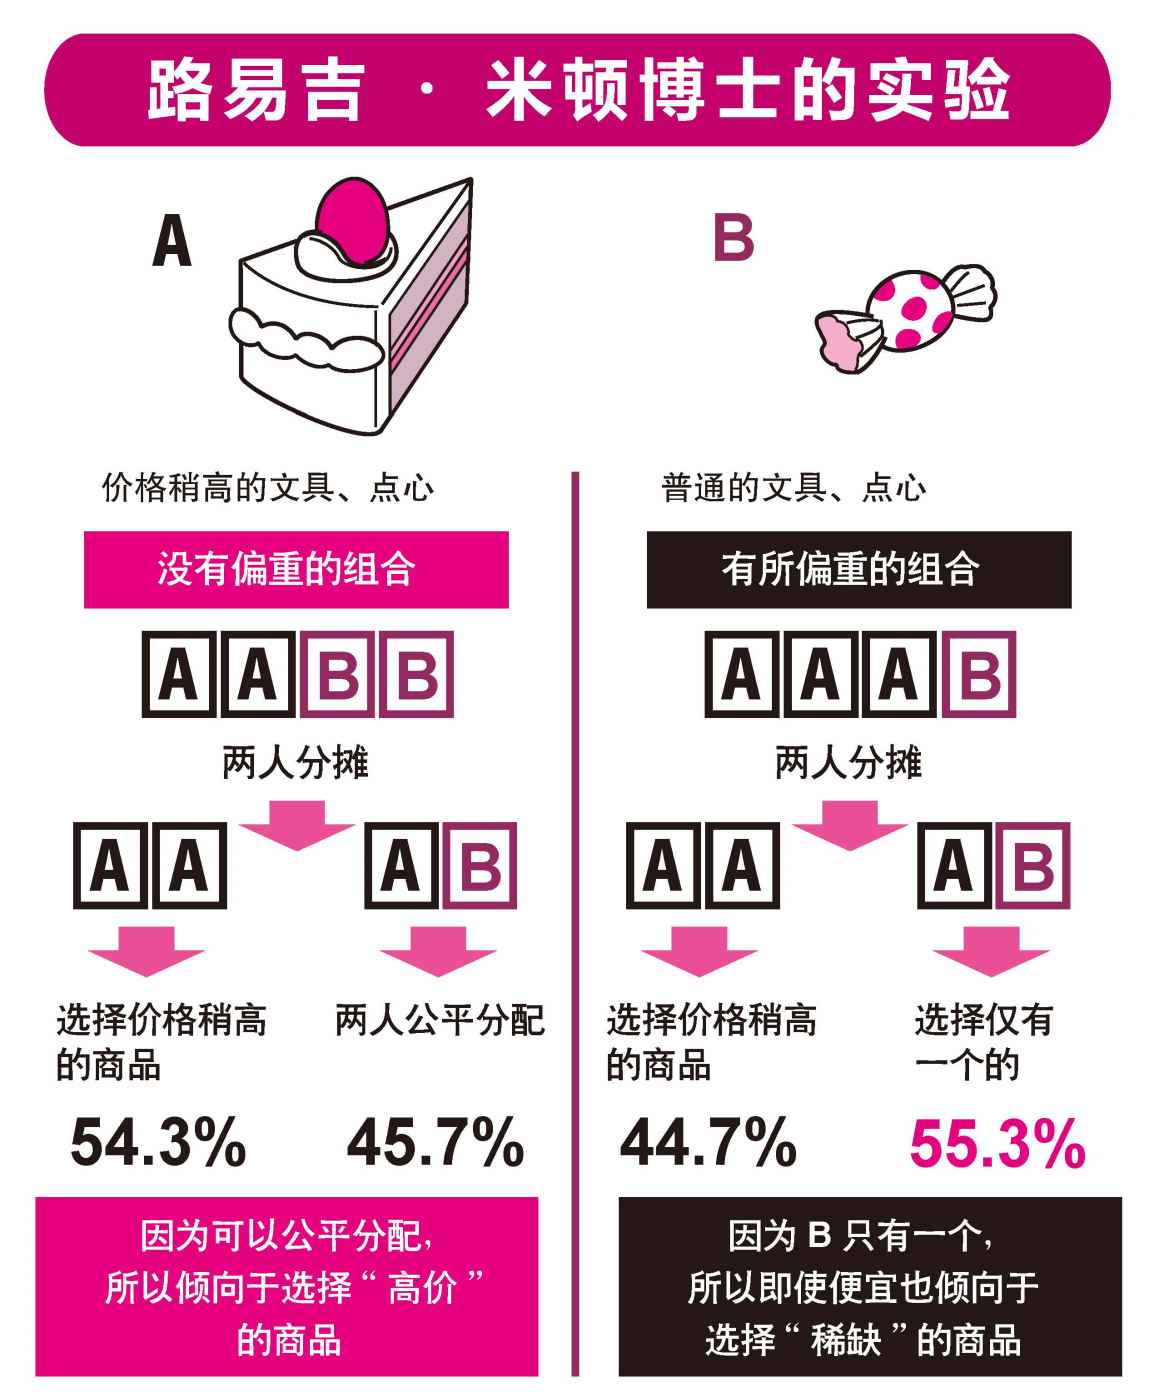 路易吉·米顿博士的实验
A
B
价格稍高的文具、点心
普通的文具、点心
没有偏重的组合
A A B B
两人分摊
A A
A B
选择价格稍高
的商品
54.3%
两人公平分配
45.7%
因为可以公平分配,
所以倾向于选择“高价”
的商品
有所偏重的组合
A A A B
两人分摊
A A
A B
选择价格稍高
的商品
44.7%
选择仅有
一个的
55.3%
因为 B 只有一个,
所以即使便宜也倾向于
选择“稀缺”的商品